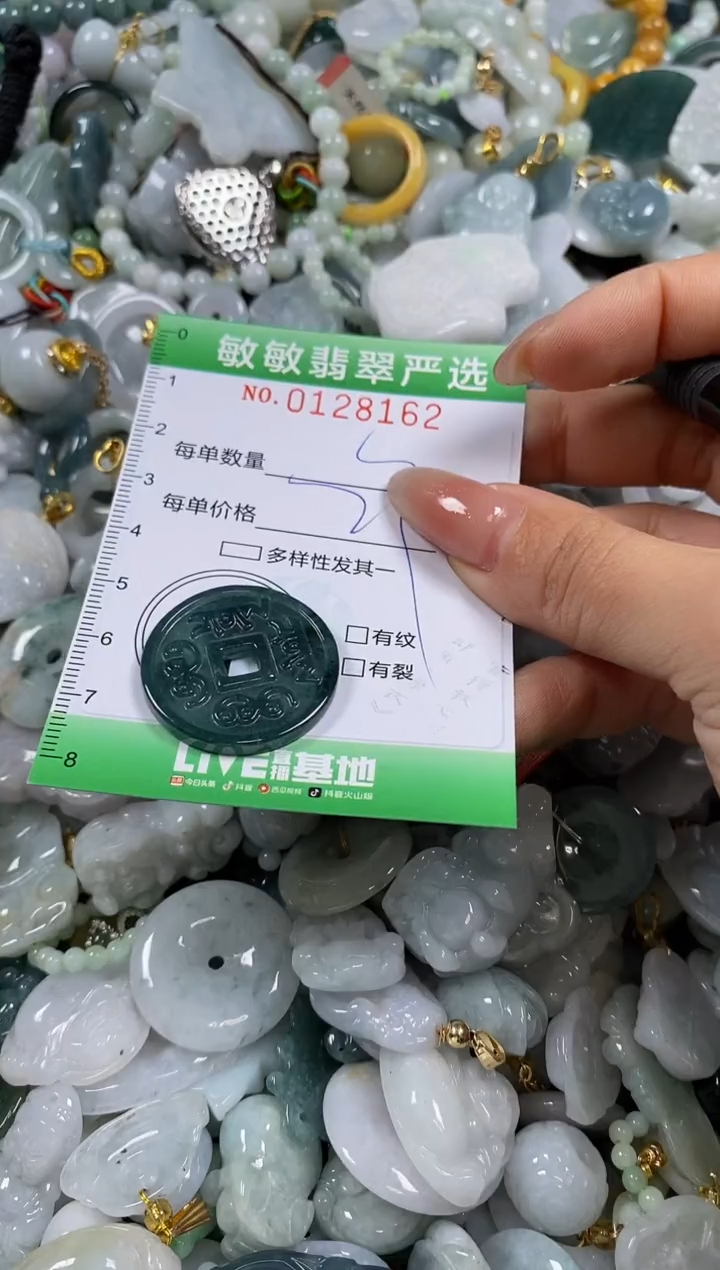 敏敏翡翠严选
NO.0128162
每单数量
每单价格
多样性发其一
有纹
有裂
LIVE直播基地
今日头条 抖音 西瓜视频 抖音火山版
0
1
2
3
4
5
6
7
8